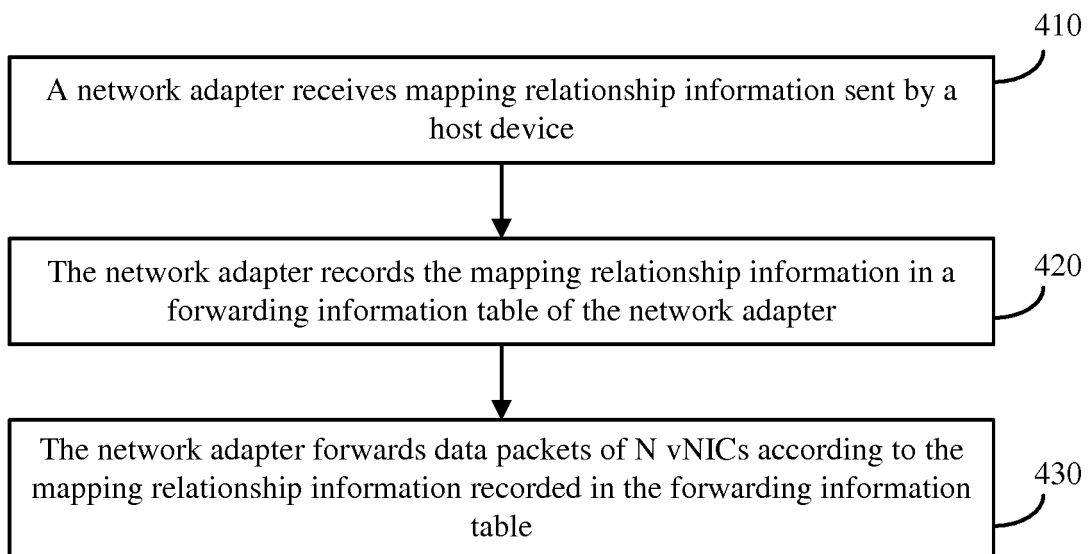 410
A network adapter receives mapping relationship information sent by a
host device
420
The network adapter records the mapping relationship information in a
forwarding information table of the network adapter
430
The network adapter forwards data packets of N vNICs according to the
mapping relationship information recorded in the forwarding information
table